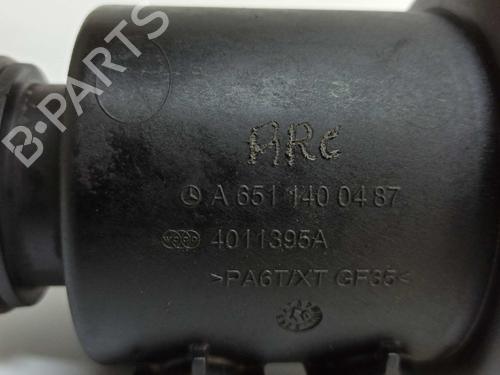 B-PARTS
ARC
A 651 140 04 87
4011395A
>PA6T/XT GF35<